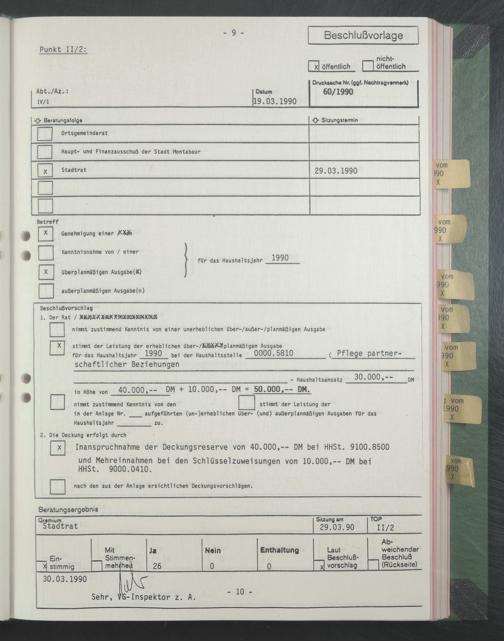 - 9 -
Beschlußvorlage
Punkt II/2:
x öffentlich
nicht-
öffentlich
Abt./Az.:
IV/1
Datum
19.03.1990
Drucksache Nr. (ggf. Nachtragvermerk)
60/1990
Beratungsfolge
Sitzungstermin
Ortsgemeinderat
Haupt- und Finanzausschuß der Stadt Montabaur
x Stadtrat 29.03.1990
Betreff
X Genehmigung einer
Kenntnisnahme von / einer
für das Haushaltsjahr 1990
X überplanmäßigen Ausgabe(n)
außerplanmäßigen Ausgabe(n)
Beschlußvorschlag
1. Der Rat /
nimmt zustimmend Kenntnis von einer unerheblichen über-/außer-/planmäßigen Ausgabe
X stimmt der Leistung der erheblichen über-/planmäßigen Ausgabe
für das Haushaltsjahr 1990 bei der Haushaltsstelle 0000.5810 ( Pflege partner-
schaftlicher Beziehungen
- Haushaltsansatz 30.000,-- DM
in Höhe von 40.000,-- DM + 10.000,-- DM = 50.000,-- DM.
nimmt zustimmend Kenntnis von den stimmt der Leistung der
in der Anlage Nr. aufgeführten (un-)erheblichen über- (und) außerplanmäßigen Ausgaben für das
Haushaltsjahr zu.
2. Die Deckung erfolgt durch
X Inanspruchnahme der Deckungsreserve von 40.000,-- DM bei HHSt. 9100.8500
und Mehreinnahmen bei den Schlüsselzuweisungen von 10.000,-- DM bei
HHSt. 9000.0410.
nach den aus der Anlage ersichtlichen Deckungsvorschlägen.
Beratungsergebnis
Gremium
Stadtrat
Sitzung am
29.03.90
TOP
II/2
X Ein-
stimmig
Mit
Stimmen-
mehrheit
Ja
26
Nein
0
Enthaltung
0
x Laut
Beschluß-
vorschlag
Ab-
weichender
Beschluß
(Rückseite)
30.03.1990
Sehr, VG-Inspektor z. A.
- 10 -
vom
990
X
vom
990
X
vom
990
X
vom
990
X
vom
990
X
vom
990
X
vom
990
X